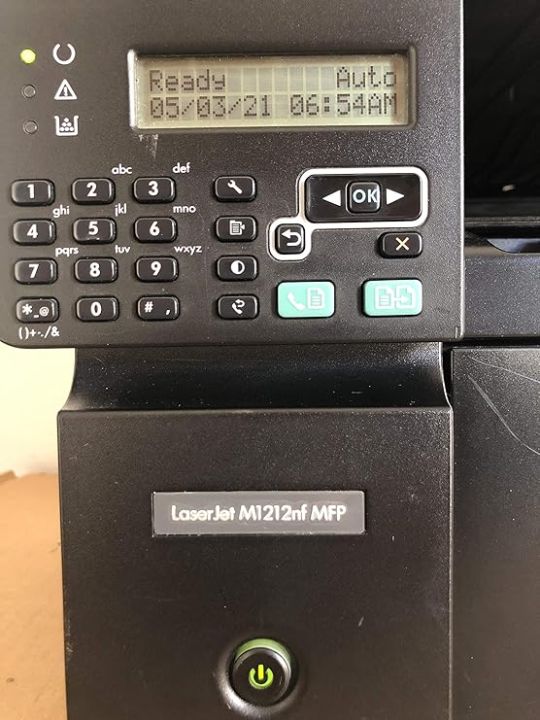 Ready Auto
05/03/21 06:54AM
abc def
1 2 3
OK
ghi jkl mno
4 5 6
pqrs tuv wxyz
7 8 9
*_@ 0 #,
()+-./&
LaserJet M1212nf MFP